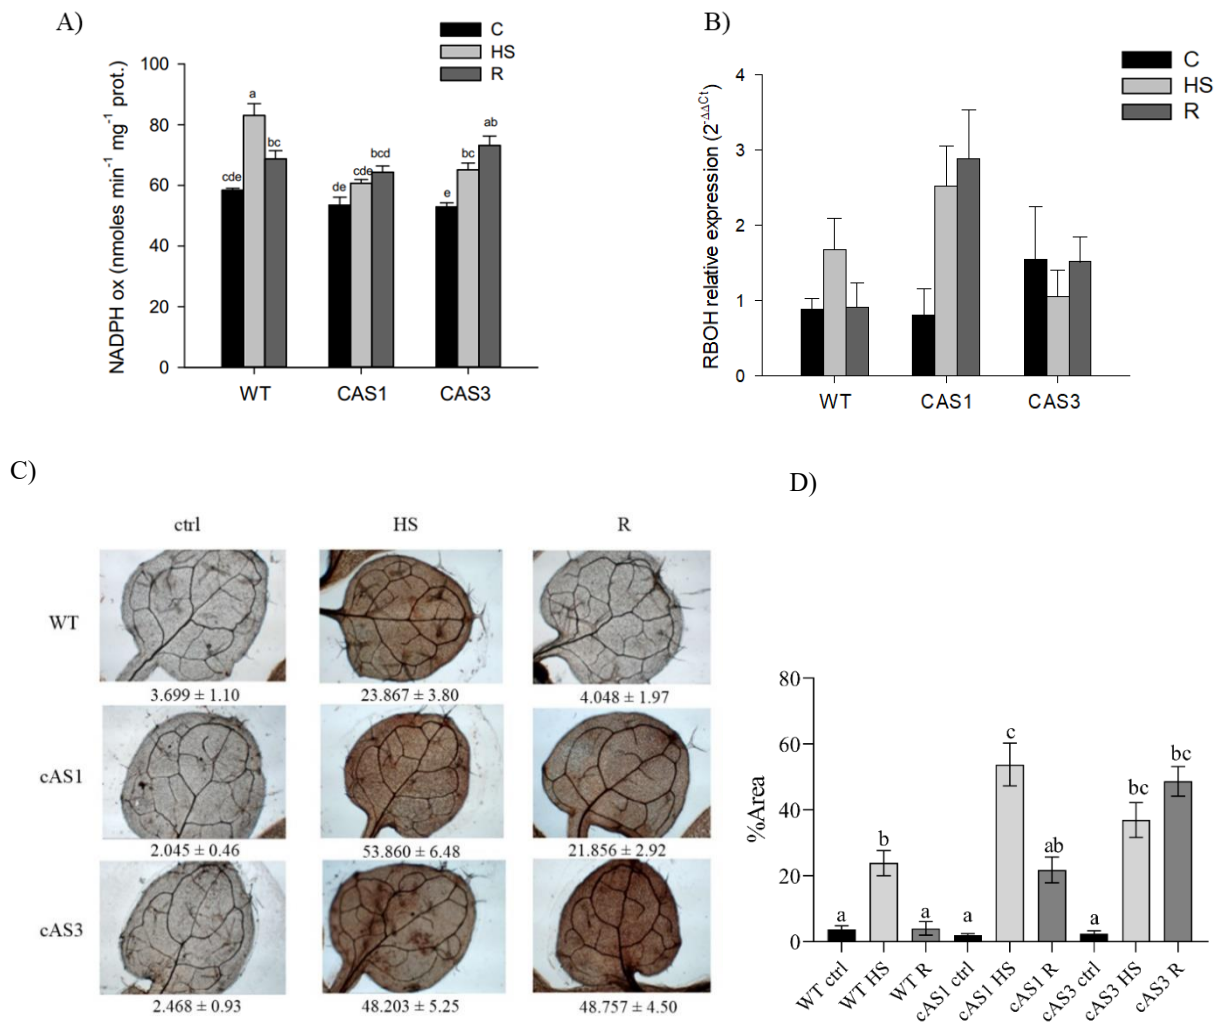 A)
C
HS
R
NADPH ox (nmoles min⁻¹ mg⁻¹ prot.)
100
80
60
40
20
0
cde
a
bc
de
cde
bcd
e
bc
ab
WT
CAS1
CAS3
B)
C
HS
R
RBOH relative expression (2^-ΔΔCt)
4
3
2
1
0
WT
CAS1
CAS3
C)
ctrl
HS
R
WT
3.699 ± 1.10
23.867 ± 3.80
4.048 ± 1.97
cAS1
2.045 ± 0.46
53.860 ± 6.48
21.856 ± 2.92
cAS3
2.468 ± 0.93
48.203 ± 5.25
48.757 ± 4.50
D)
%Area
80
60
40
20
0
a
b
a
a
c
ab
a
bc
bc
WT ctrl
WT HS
WT R
cAS1 ctrl
cAS1 HS
cAS1 R
cAS3 ctrl
cAS3 HS
cAS3 R